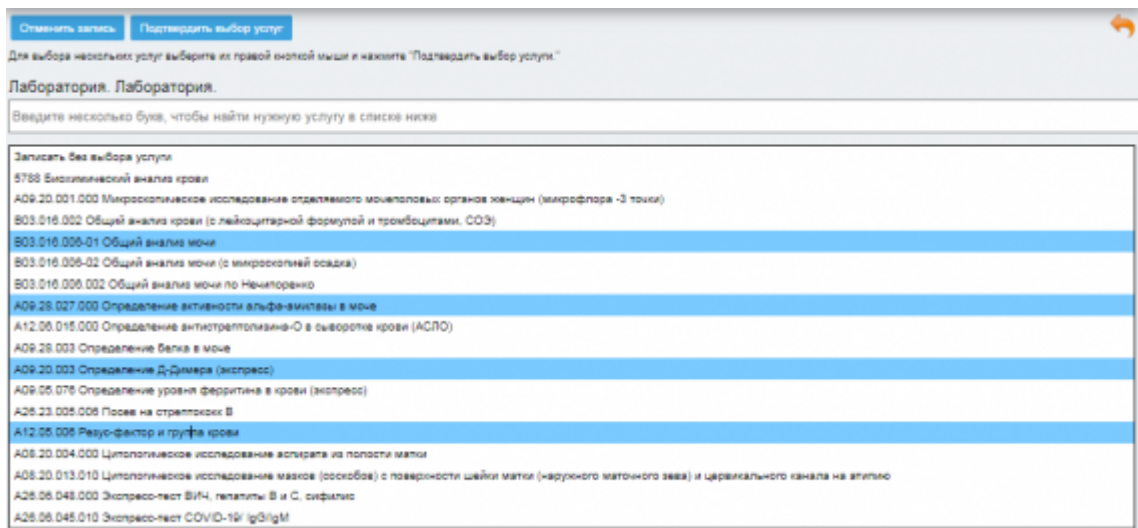 Отменить запись
Подтвердить выбор услуг
Для выбора нескольких услуг выберите их правой кнопкой мыши и нажмите "Подтвердить выбор услуги."
Лаборатория. Лаборатория.
Введите несколько букв, чтобы найти нужную услугу в списке ниже
Записать без выбора услуги
5788 Биохимический анализ крови
A09.20.001.000 Микроскопическое исследование отделяемого мочеполовых органов женщин (микрофлора -3 точки)
B03.016.002 Общий анализ крови (с лейкоцитарной формулой и тромбоцитами, СОЭ)
B03.016.006-01 Общий анализ мочи
B03.016.006-02 Общий анализ мочи (с микроскопией осадка)
B03.016.006.002 Общий анализ мочи по Нечипоренко
A09.28.027.000 Определение активности альфа-амилазы в моче
A12.06.015.000 Определение антистрептолизина-О в сыворотке крови (АСЛО)
A09.28.003 Определение белка в моче
A09.20.003 Определение Д-Димера (экспресс)
A09.05.076 Определение уровня ферритина в крови (экспресс)
A26.23.005.006 Посев на стрептококк В
A12.05.006 Резус-фактор и группа крови
A08.20.004.000 Цитологическое исследование аспирата из полости матки
A08.20.013.010 Цитологическое исследование мазков (соскобов) с поверхности шейки матки (наружного маточного зева) и цервикального канала на атипию
A26.06.048.000 Экспресс-тест ВИЧ, гепатиты В и С, сифилис
A26.06.045.010 Экспресс-тест COVID-19/ IgG/IgM